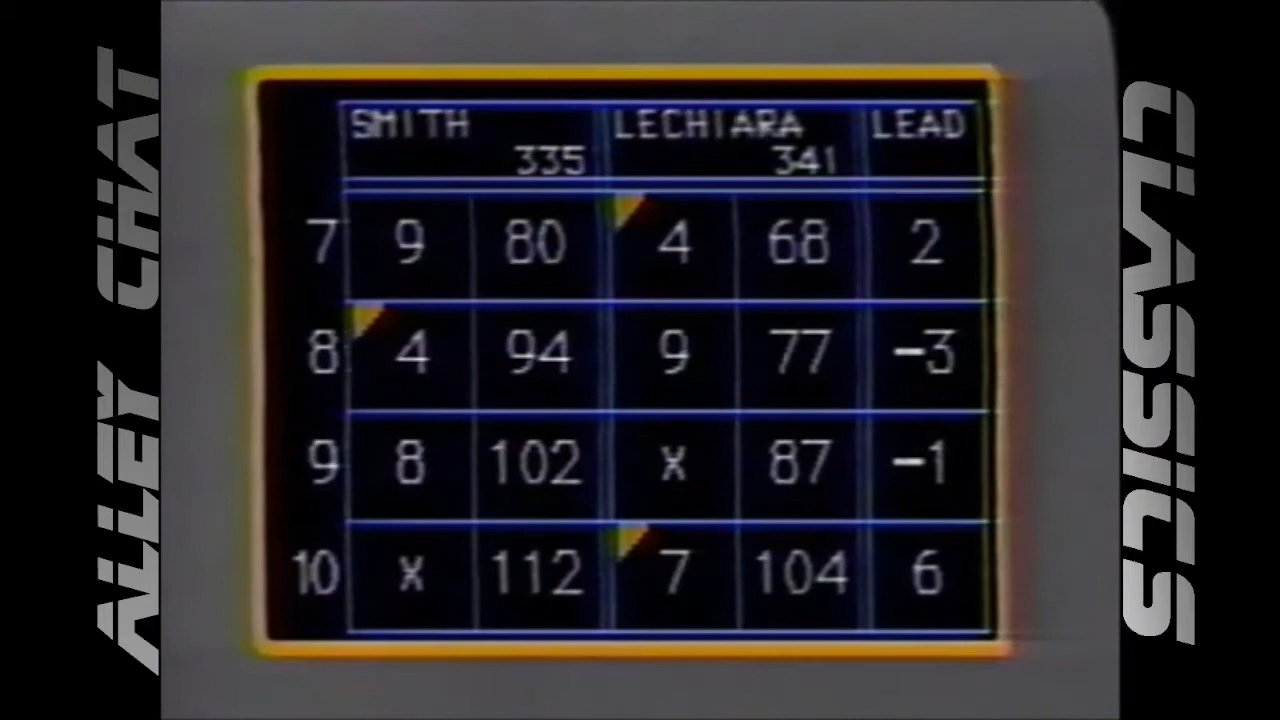 ALLEY CHAT
SMITH LECHIARA LEAD
335 341
7 9 80 4 68 2
8 4 94 9 77 -3
9 8 102 X 87 -1
10 X 112 7 104 6
CLASSICS